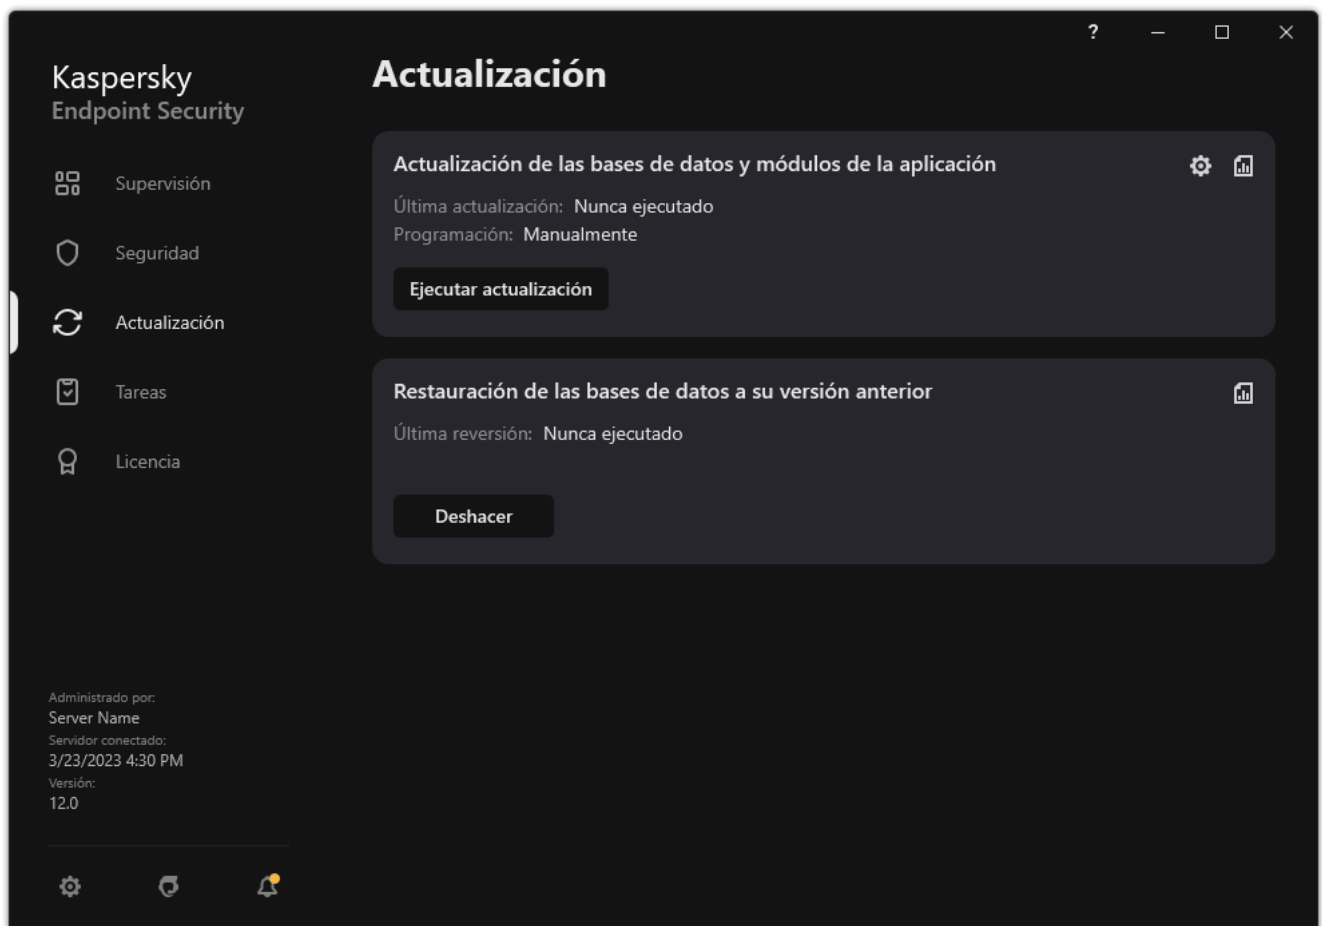 ?
Kaspersky
Endpoint Security
Supervisión
Seguridad
Actualización
Tareas
Licencia
Administrado por:
Server Name
Servidor conectado:
3/23/2023 4:30 PM
Versión:
12.0
Actualización
Actualización de las bases de datos y módulos de la aplicación
Última actualización: Nunca ejecutado
Programación: Manualmente
Ejecutar actualización
Restauración de las bases de datos a su versión anterior
Última reversión: Nunca ejecutado
Deshacer